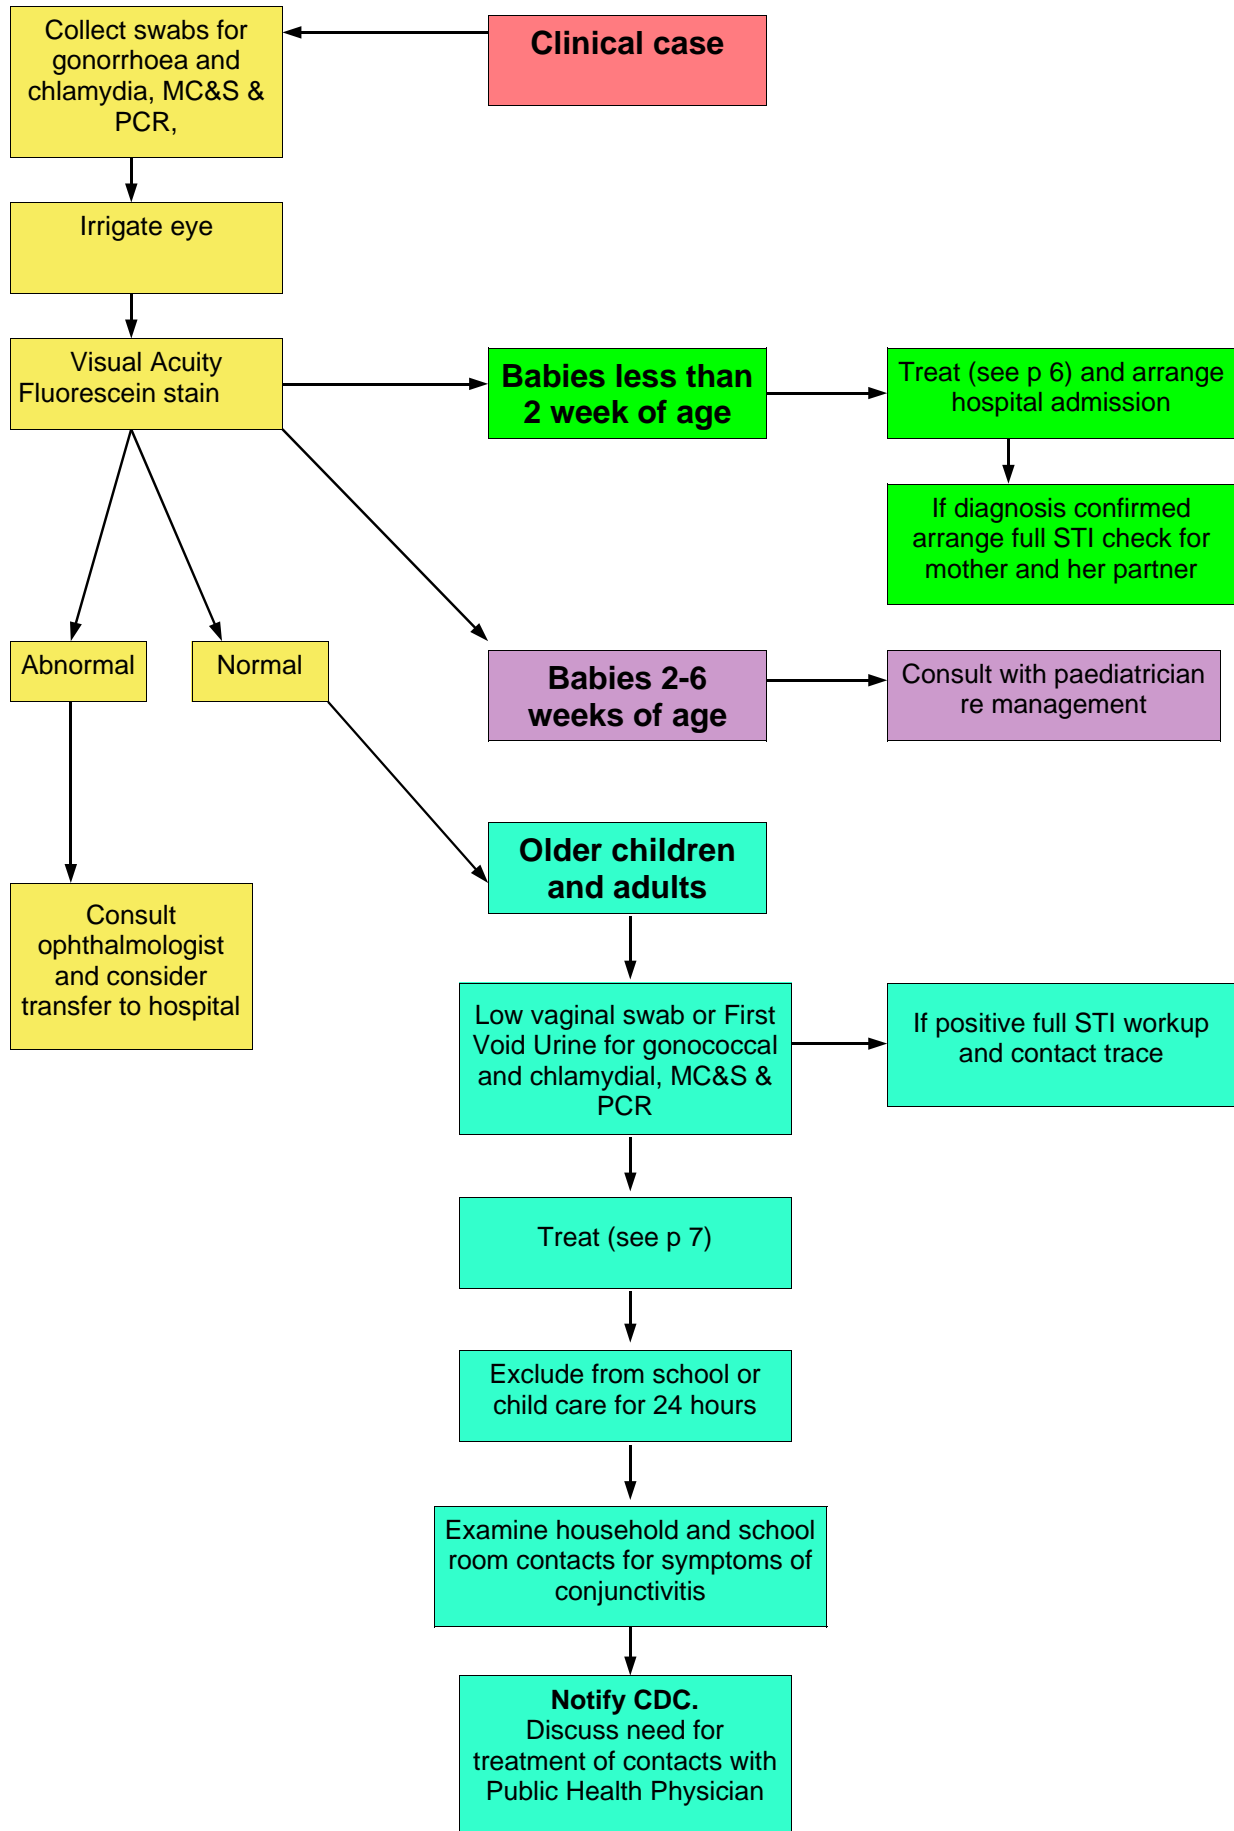 Collect swabs for
gonorrhoea and
chlamydia, MC&S &
PCR,
Clinical case
Irrigate eye
Visual Acuity
Fluorescein stain
Babies less than
2 week of age
Treat (see p 6) and arrange
hospital admission
If diagnosis confirmed
arrange full STI check for
mother and her partner
Abnormal
Normal
Babies 2-6
weeks of age
Consult with paediatrician
re management
Older children
and adults
Consult
ophthalmologist
and consider
transfer to hospital
Low vaginal swab or First
Void Urine for gonococcal
and chlamydial, MC&S &
PCR
If positive full STI workup
and contact trace
Treat (see p 7)
Exclude from school or
child care for 24 hours
Examine household and school
room contacts for symptoms of
conjunctivitis
Notify CDC.
Discuss need for
treatment of contacts with
Public Health Physician